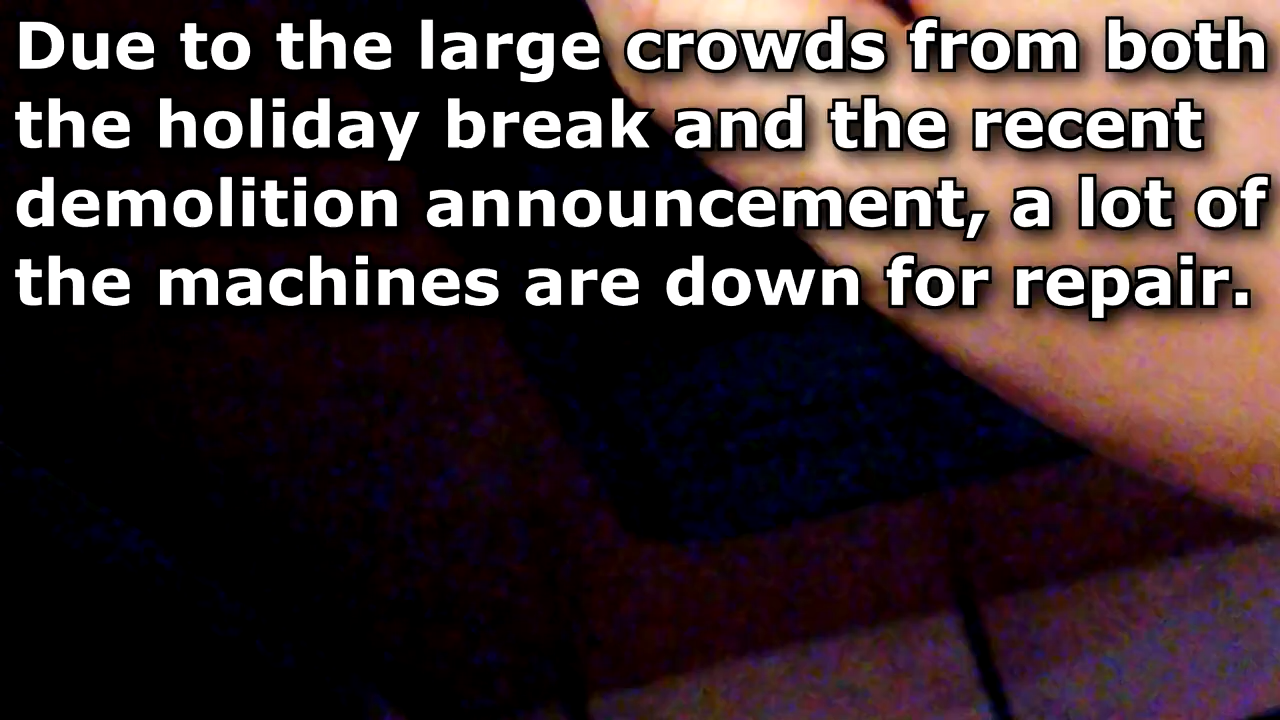 Due to the large crowds from both
the holiday break and the recent
demolition announcement, a lot of
the machines are down for repair.